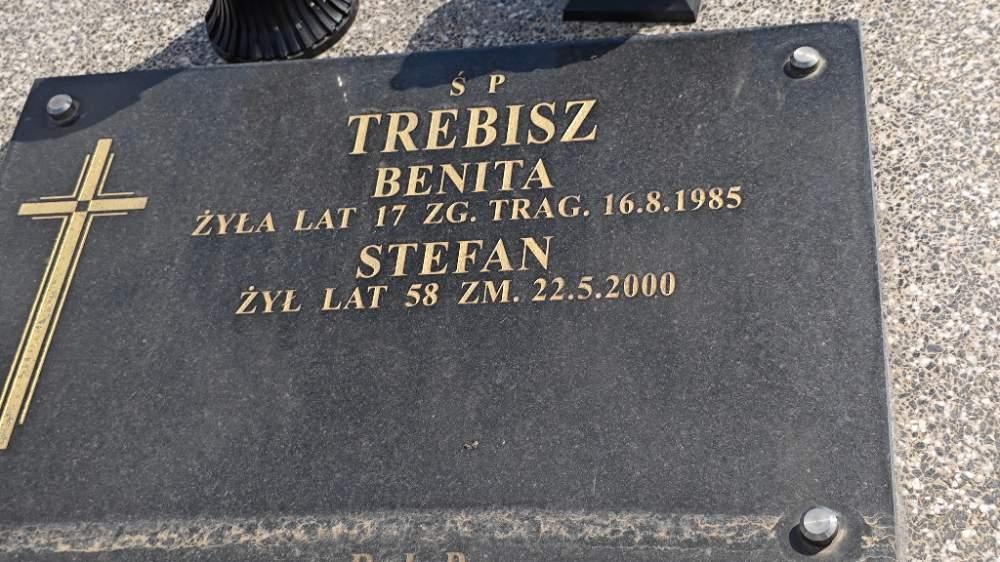 Ś P
TREBISZ
BENITA
ŻYŁA LAT 17 ZG. TRAG. 16.8.1985
STEFAN
ŻYŁ LAT 58 ZM. 22.5.2000